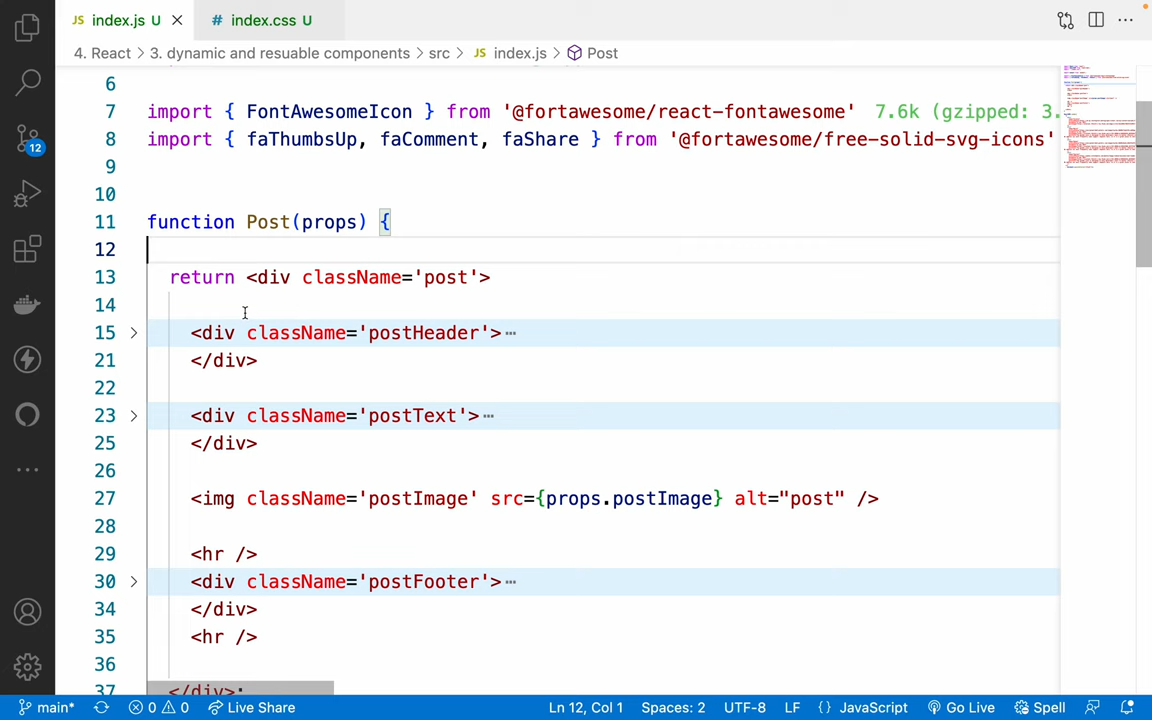 JS index.js U × # index.css U ···
4. React > 3. dynamic and resuable components > src > JS index.js > Post
6
7 import { FontAwesomeIcon } from '@fortawesome/react-fontawesome' 7.6k (gzipped: 3.
8 import { faThumbsUp, faComment, faShare } from '@fortawesome/free-solid-svg-icons'
9
10
11 function Post(props) {
12
13 return <div className='post'>
14
15 <div className='postHeader'>···
21 </div>
22
23 <div className='postText'>···
25 </div>
26
27 <img className='postImage' src={props.postImage} alt="post" />
28
29 <hr />
30 <div className='postFooter'>···
34 </div>
35 <hr />
36
37 </div>;
12
main* 0 0 Live Share Ln 12, Col 1 Spaces: 2 UTF-8 LF {} JavaScript Go Live Spell